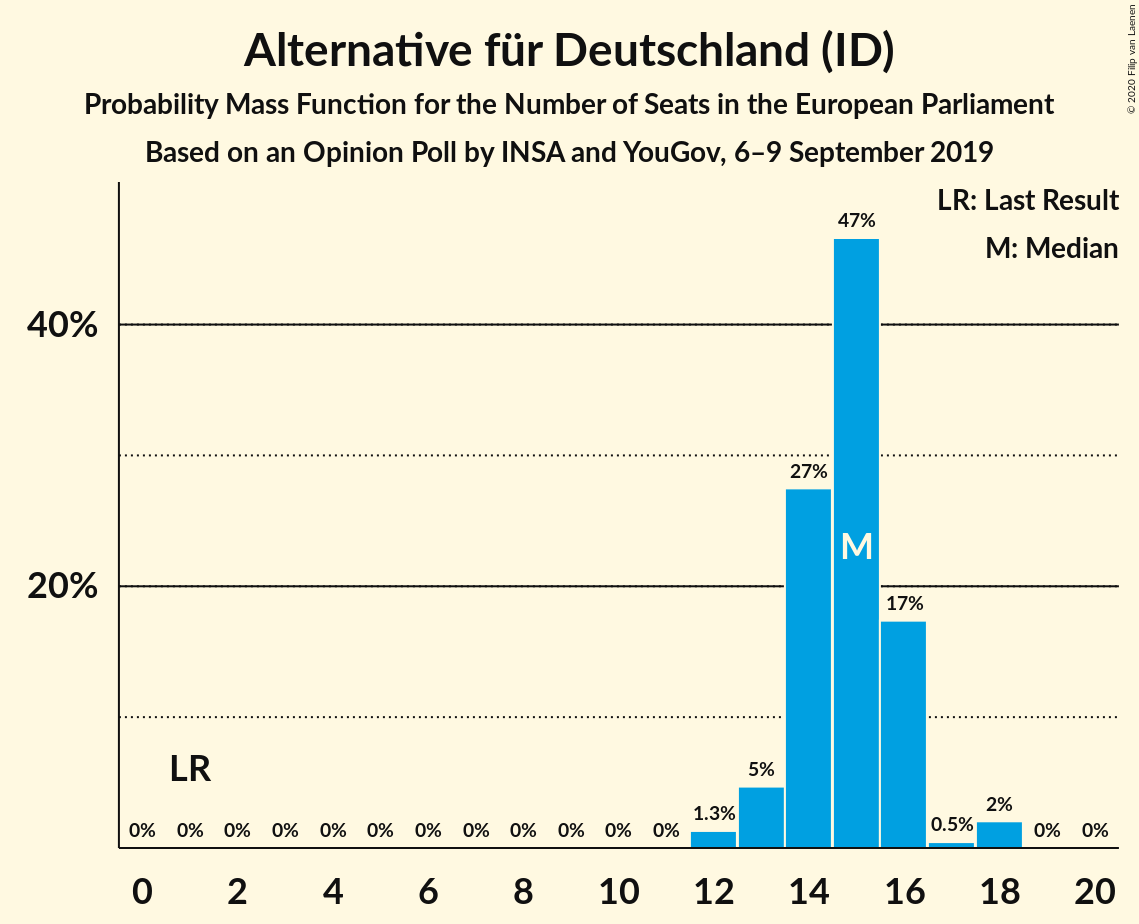 Alternative für Deutschland (ID)
Probability Mass Function for the Number of Seats in the European Parliament
Based on an Opinion Poll by INSA and YouGov, 6–9 September 2019
© 2020 Filip van Laenen
LR: Last Result
M: Median
47%
40%
27%
M
20%
17%
LR
5%
2%
1.3%
0.5%
0% 0% 0% 0% 0% 0% 0% 0% 0% 0% 0% 0% 0% 0%
0 2 4 6 8 10 12 14 16 18 20